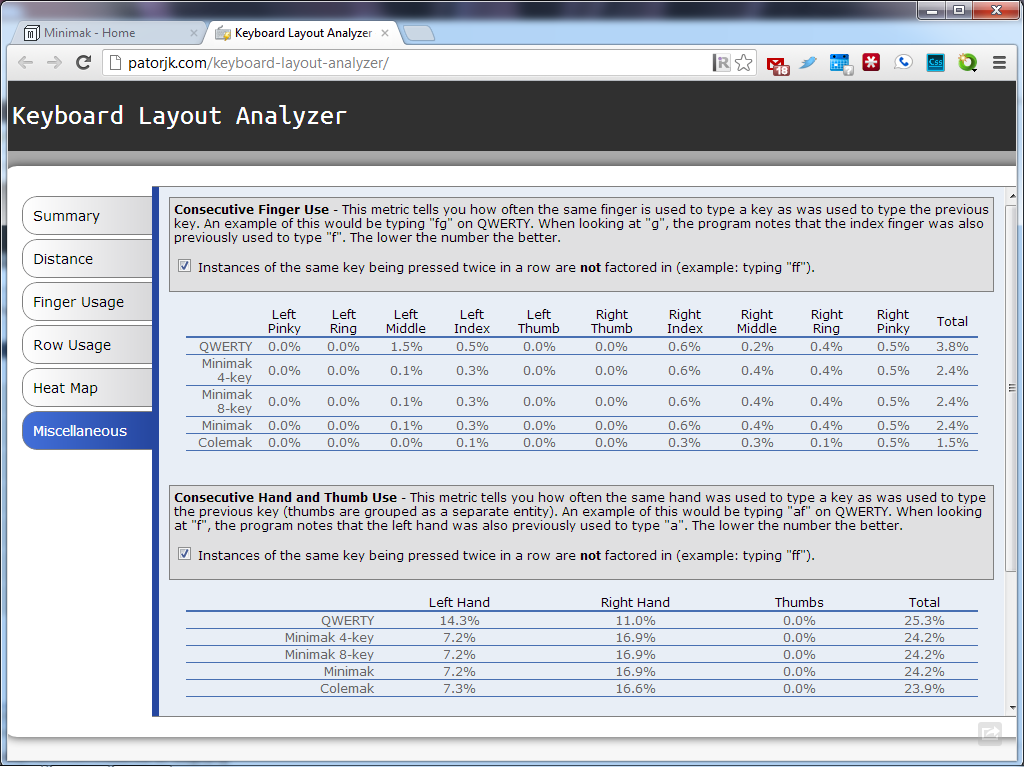 Minimak - Home
Keyboard Layout Analyzer
patorjk.com/keyboard-layout-analyzer/
18
Css
Keyboard Layout Analyzer
Summary
Distance
Finger Usage
Row Usage
Heat Map
Miscellaneous
Consecutive Finger Use - This metric tells you how often the same finger is used to type a key as was used to type the previous
key. An example of this would be typing "fg" on QWERTY. When looking at "g", the program notes that the index finger was also
previously used to type "f". The lower the number the better.
Instances of the same key being pressed twice in a row are not factored in (example: typing "ff").
Left Pinky Left Ring Left Middle Left Index Left Thumb Right Thumb Right Index Right Middle Right Ring Right Pinky Total
QWERTY 0.0% 0.0% 1.5% 0.5% 0.0% 0.0% 0.6% 0.2% 0.4% 0.5% 3.8%
Minimak 4-key 0.0% 0.0% 0.1% 0.3% 0.0% 0.0% 0.6% 0.4% 0.4% 0.5% 2.4%
Minimak 8-key 0.0% 0.0% 0.1% 0.3% 0.0% 0.0% 0.6% 0.4% 0.4% 0.5% 2.4%
Minimak 0.0% 0.0% 0.1% 0.3% 0.0% 0.0% 0.6% 0.4% 0.4% 0.5% 2.4%
Colemak 0.0% 0.0% 0.0% 0.1% 0.0% 0.0% 0.3% 0.3% 0.1% 0.5% 1.5%
Consecutive Hand and Thumb Use - This metric tells you how often the same hand was used to type a key as was used to type
the previous key (thumbs are grouped as a separate entity). An example of this would be typing "af" on QWERTY. When looking
at "f", the program notes that the left hand was also previously used to type "a". The lower the number the better.
Instances of the same key being pressed twice in a row are not factored in (example: typing "ff").
Left Hand Right Hand Thumbs Total
QWERTY 14.3% 11.0% 0.0% 25.3%
Minimak 4-key 7.2% 16.9% 0.0% 24.2%
Minimak 8-key 7.2% 16.9% 0.0% 24.2%
Minimak 7.2% 16.9% 0.0% 24.2%
Colemak 7.3% 16.6% 0.0% 23.9%